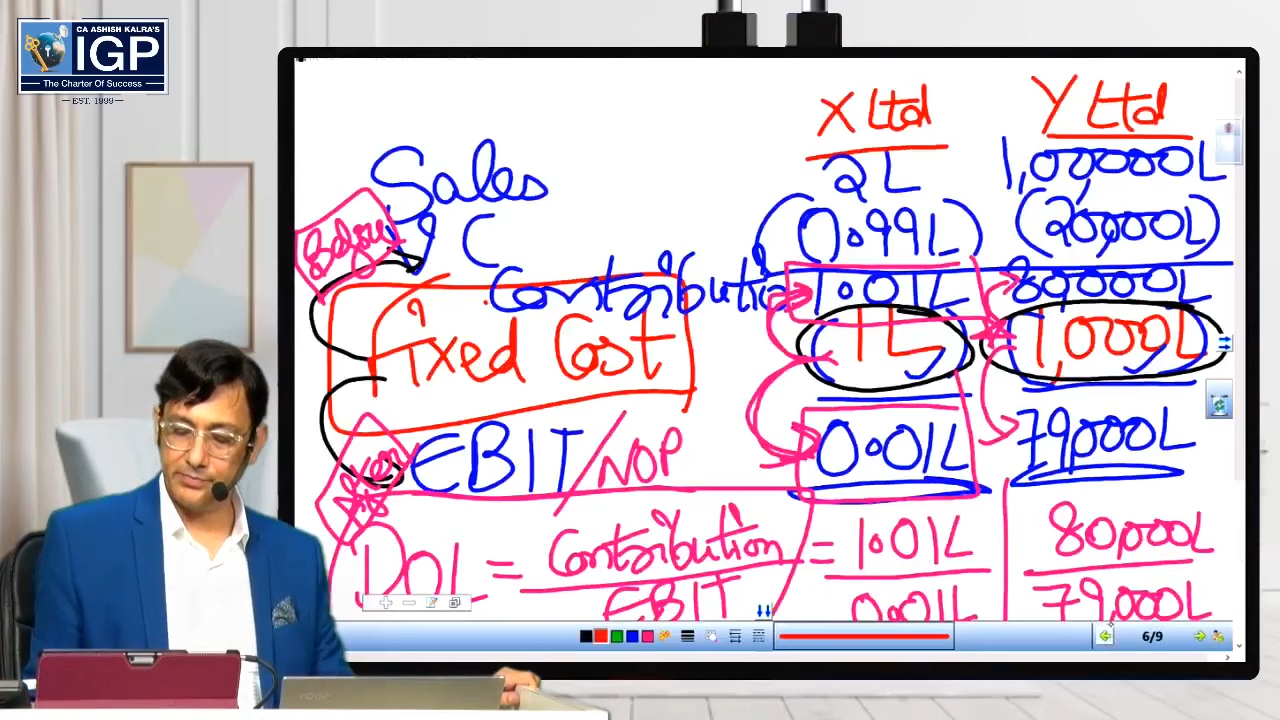 CA ASHISH KALRA'S
IGP
The Charter Of Success
EST. 1999
X Ltd Y Ltd
Sales 2L 1,00,000L
Before VC (0.99L) (20,000L)
Contribution 1.01L 80,000L
Fixed Cost (1L) (1,000L)
EBIT/NOP 0.01L 79,000L
DOL = Contribution = 1.01L 80,000L
EBIT 0.01L 79,000L
6/9